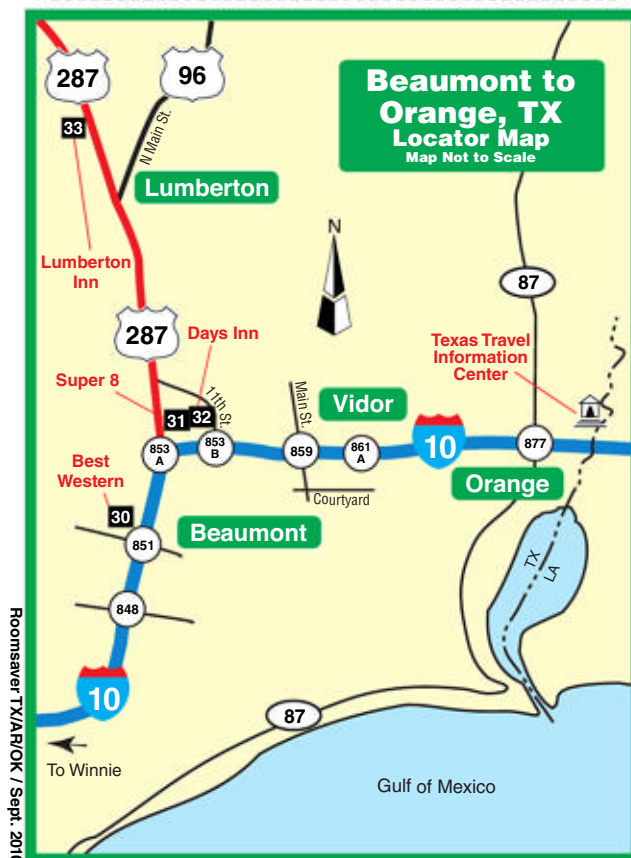 287
96
Beaumont to
Orange, TX
Locator Map
Map Not to Scale
33
N Main St.
Lumberton
N
Lumberton
Inn
87
287
Days Inn
Texas Travel
Information
Center
Super 8
11th St.
Main St.
Vidor
31
32
10
853
A
853
B
859
861
A
877
Best
Western
Courtyard
Orange
30
Beaumont
851
TX
LA
848
10
87
To Winnie
Gulf of Mexico
Roomsaver TX/AR/OK / Sept. 2016